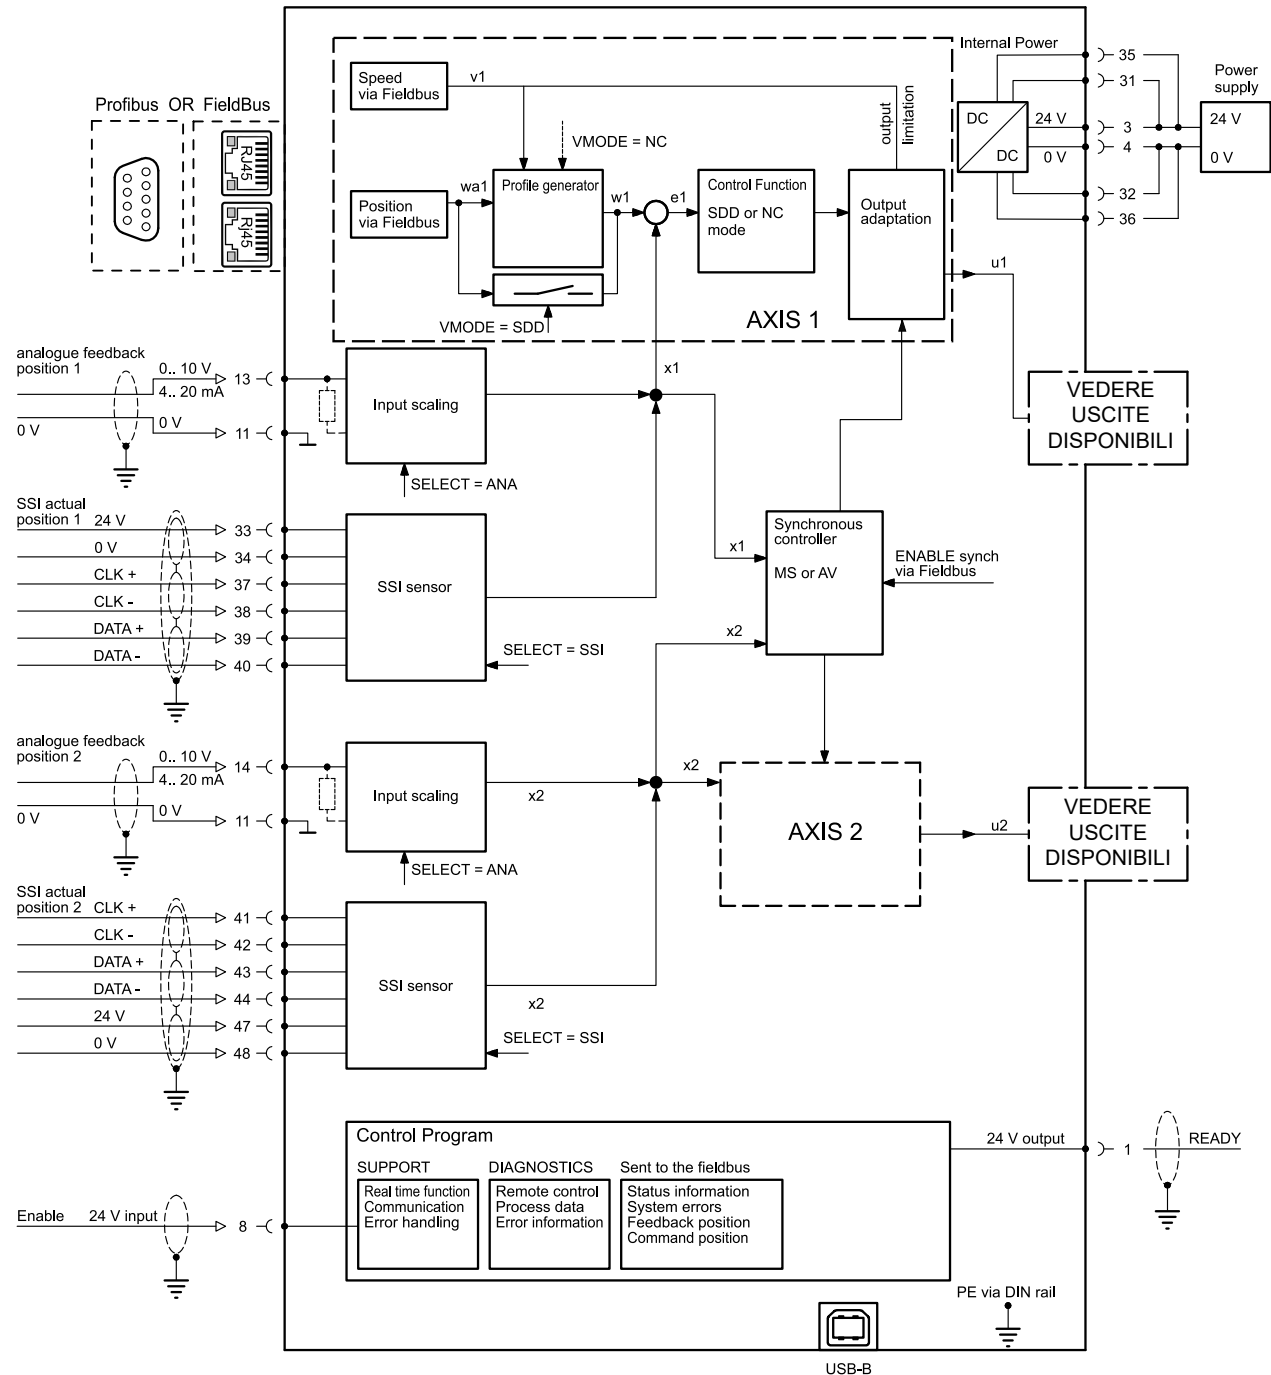 Profibus OR FieldBus
RJ45
Rj45
Speed
via Fieldbus
v1
VMODE = NC
output
limitation
Position
via Fieldbus
wa1
Profile generator
w1
e1
Control Function
SDD or NC
mode
Output
adaptation
VMODE = SDD
AXIS 1
u1
Internal Power
DC
DC
24 V
0 V
35
31
3
4
32
36
Power
supply
24 V
0 V
analogue feedback
position 1
0.. 10 V
4.. 20 mA
13
0 V
0 V
11
Input scaling
SELECT = ANA
x1
VEDERE
USCITE
DISPONIBILI
SSI actual
position 1
24 V
33
0 V
34
CLK +
37
CLK -
38
DATA +
39
DATA -
40
SSI sensor
SELECT = SSI
x1
x2
Synchronous
controller
MS or AV
ENABLE synch
via Fieldbus
analogue feedback
position 2
0.. 10 V
4.. 20 mA
14
0 V
0 V
11
Input scaling
x2
SELECT = ANA
x2
AXIS 2
u2
VEDERE
USCITE
DISPONIBILI
SSI actual
position 2
CLK +
41
CLK -
42
DATA +
43
DATA -
44
24 V
47
0 V
48
SSI sensor
x2
SELECT = SSI
Control Program
SUPPORT
Real time function
Communication
Error handling
DIAGNOSTICS
Remote control
Process data
Error information
Sent to the fieldbus
Status information
System errors
Feedback position
Command position
24 V output
1
READY
Enable
24 V input
8
PE via DIN rail
USB-B